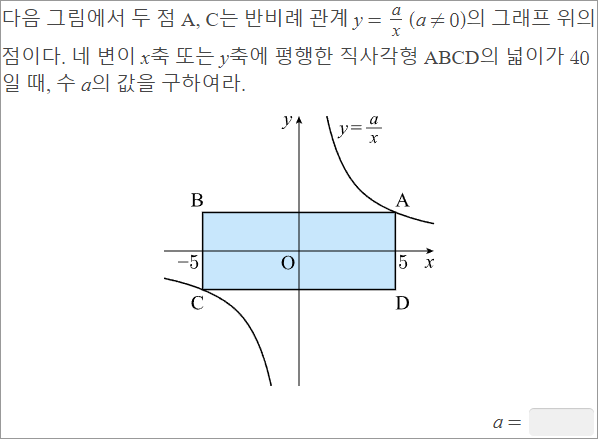 다음 그림에서 두 점 A, C는 반비례 관계 y = a/x (a ≠ 0)의 그래프 위의
점이다. 네 변이 x축 또는 y축에 평행한 직사각형 ABCD의 넓이가 40
일 때, 수 a의 값을 구하여라.
y
y = a/x
B
A
−5
O
5
x
C
D
a =